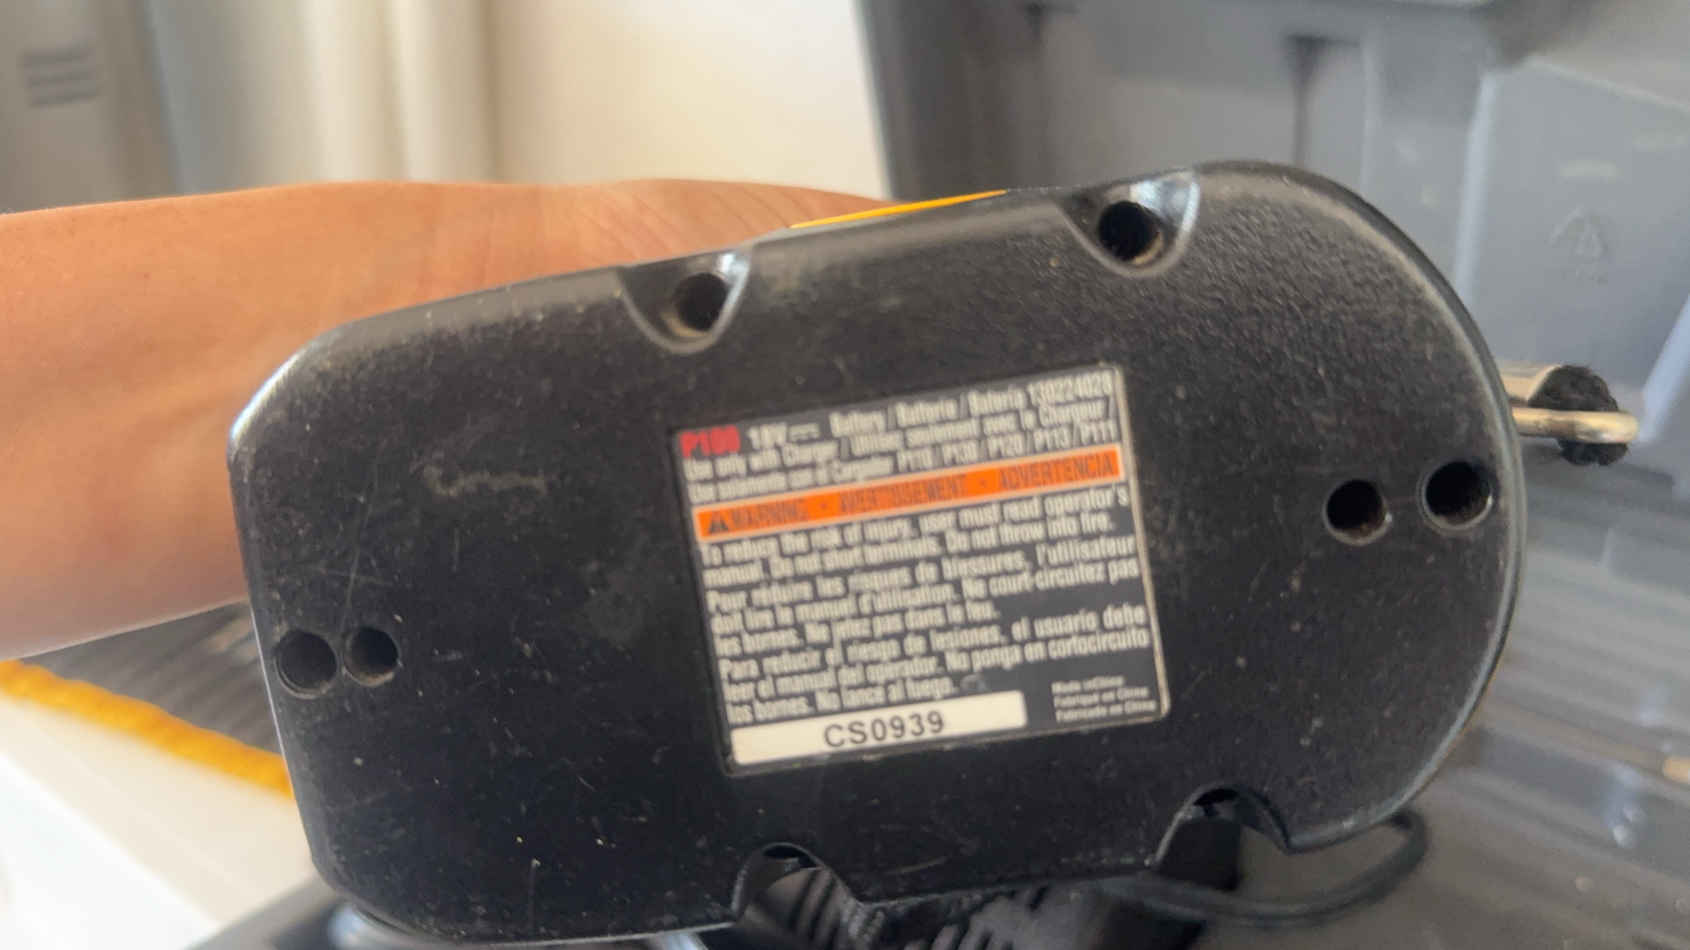 P100 18V Battery / Batterie / Batería 130224028
Use only with Charger / Utiliser seulement avec le Chargeur /
Use solamente con el Cargador P110 / P130 / P120 / P113 / P111
WARNING · AVERTISSEMENT · ADVERTENCIA
To reduce the risk of injury, user must read operator's
manual. Do not short terminals. Do not throw into fire.
Pour réduire les risques de blessures, l'utilisateur
doit lire le manuel d'utilisation. Ne court-circuitez pas
les bornes. Ne jetez pas dans le feu.
Para reducir el riesgo de lesiones, el usuario debe
leer el manual del operador. No ponga en cortocircuito
los bornes. No lance al fuego.
Made in China
Fabriqué en China
Fabricado en China
CS0939